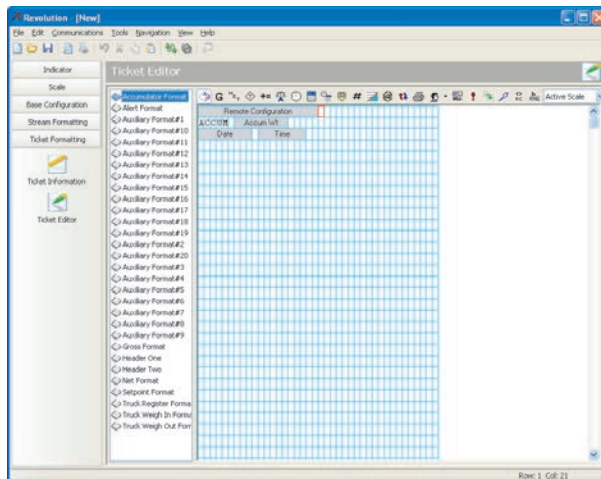 Revolution - [New]
File Edit Communications Tools Navigation View Help
Indicator
Scale
Base Configuration
Stream Formatting
Ticket Formatting
Ticket Information
Ticket Editor
Ticket Editor
Active Scale
Accumulator Format
Alert Format
Auxiliary Format#1
Auxiliary Format#10
Auxiliary Format#11
Auxiliary Format#12
Auxiliary Format#13
Auxiliary Format#14
Auxiliary Format#15
Auxiliary Format#16
Auxiliary Format#17
Auxiliary Format#18
Auxiliary Format#19
Auxiliary Format#2
Auxiliary Format#20
Auxiliary Format#3
Auxiliary Format#4
Auxiliary Format#5
Auxiliary Format#6
Auxiliary Format#7
Auxiliary Format#8
Auxiliary Format#9
Gross Format
Header One
Header Two
Net Format
Setpoint Format
Truck Register Forma
Truck Weigh In Forma
Truck Weigh Out Forr
Remote Configuration
ACCUM Accum Wt
Date Time
Row: 1 Col: 21